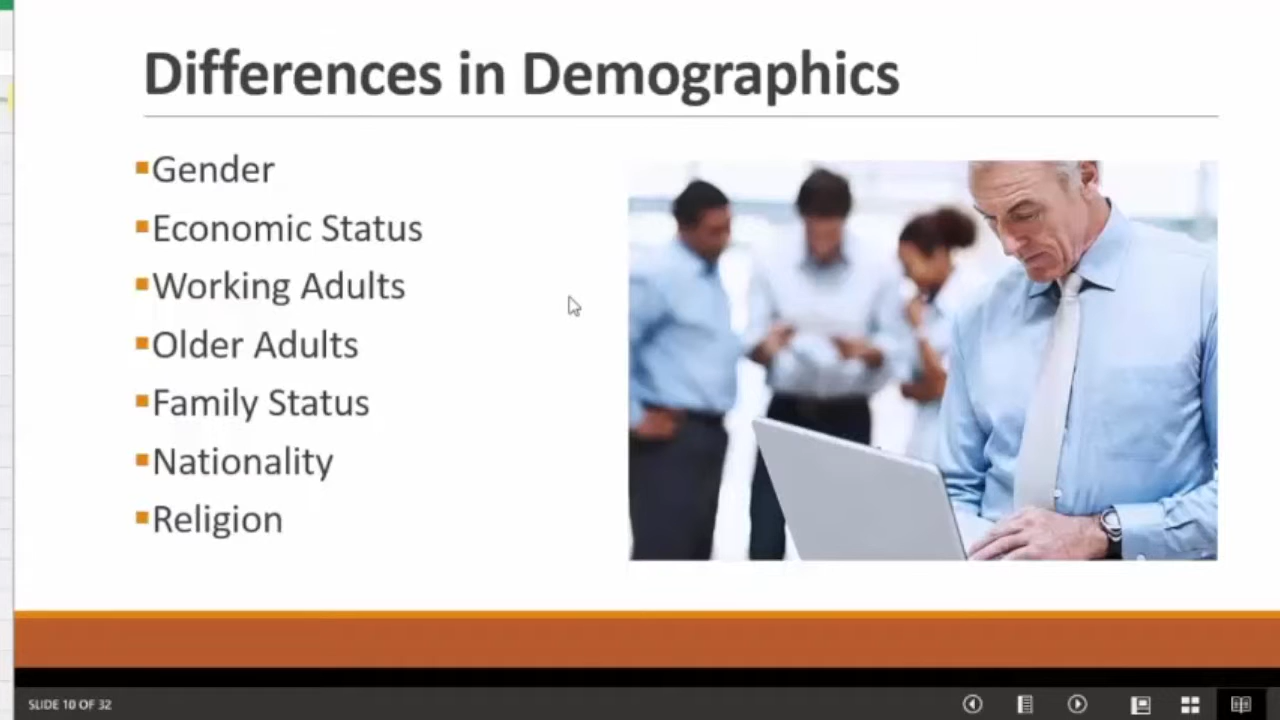 Differences in Demographics
Gender
Economic Status
Working Adults
Older Adults
Family Status
Nationality
Religion
SLIDE 10 OF 32